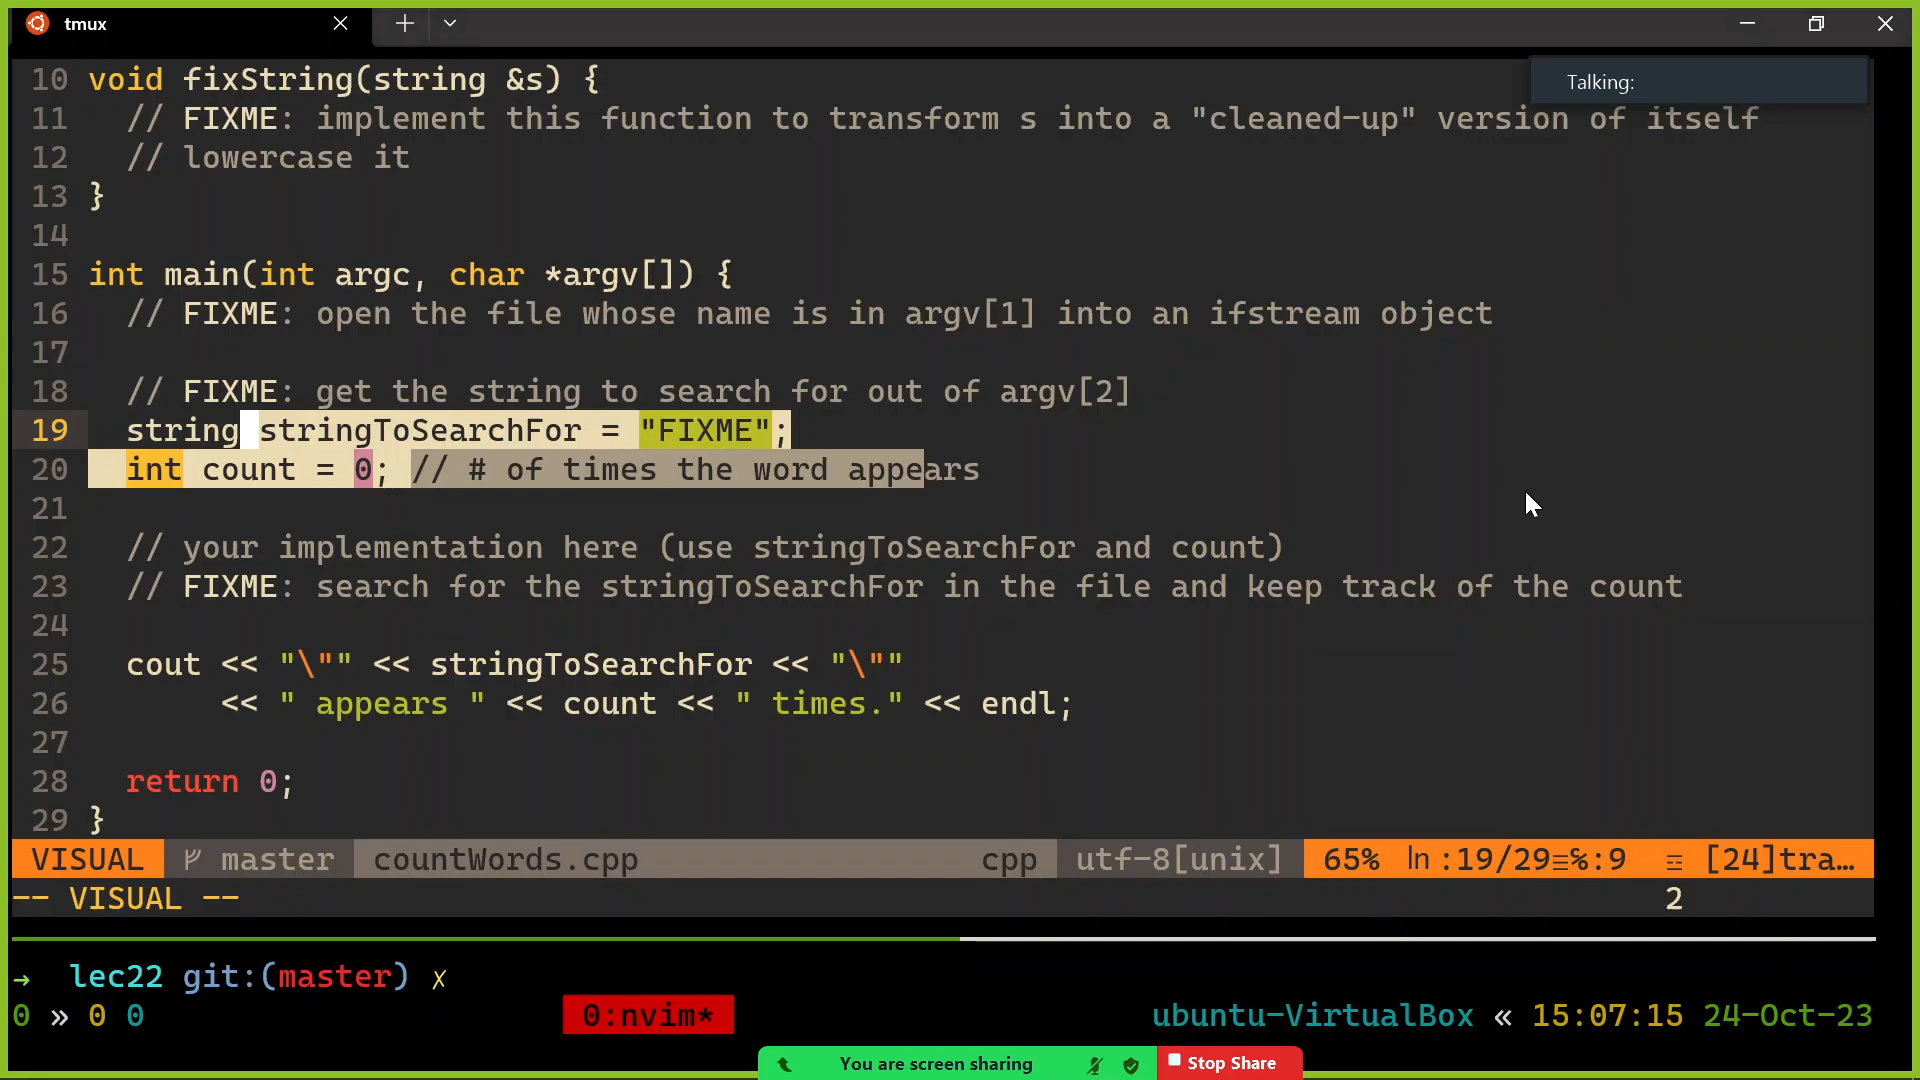 tmux
Talking:
10 void fixString(string &s) {
11 // FIXME: implement this function to transform s into a "cleaned-up" version of itself
12 // lowercase it
13 }
14
15 int main(int argc, char *argv[]) {
16 // FIXME: open the file whose name is in argv[1] into an ifstream object
17
18 // FIXME: get the string to search for out of argv[2]
19 string stringToSearchFor = "FIXME";
20 int count = 0; // # of times the word appears
21
22 // your implementation here (use stringToSearchFor and count)
23 // FIXME: search for the stringToSearchFor in the file and keep track of the count
24
25 cout << "\"" << stringToSearchFor << "\""
26 << " appears " << count << " times." << endl;
27
28 return 0;
29 }
VISUAL master countWords.cpp cpp utf-8[unix] 65% ln :19/29≡℅:9 ☲ [24]tra…
-- VISUAL -- 2
→ lec22 git:(master) ✗
0 » 0 0 0:nvim* ubuntu-VirtualBox « 15:07:15 24-Oct-23
You are screen sharing Stop Share